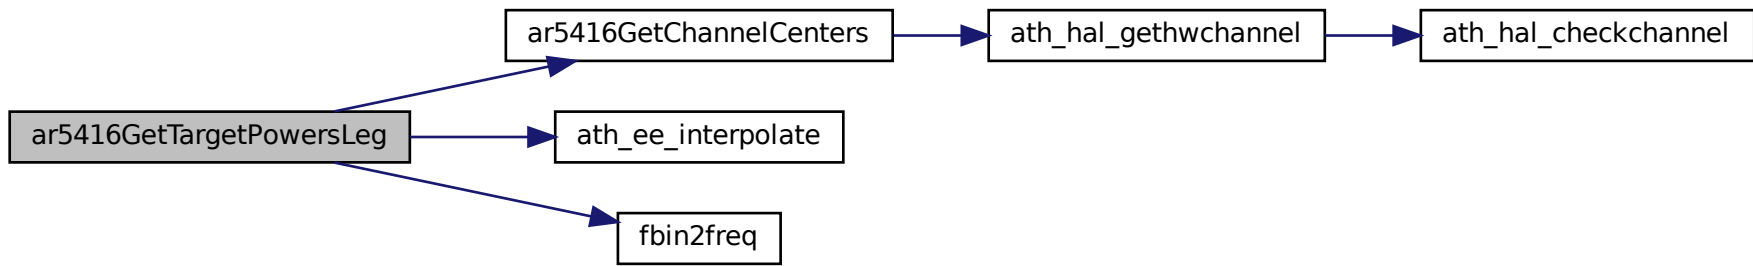 ar5416GetChannelCenters
ath_hal_gethwchannel
ath_hal_checkchannel
ar5416GetTargetPowersLeg
ath_ee_interpolate
fbin2freq